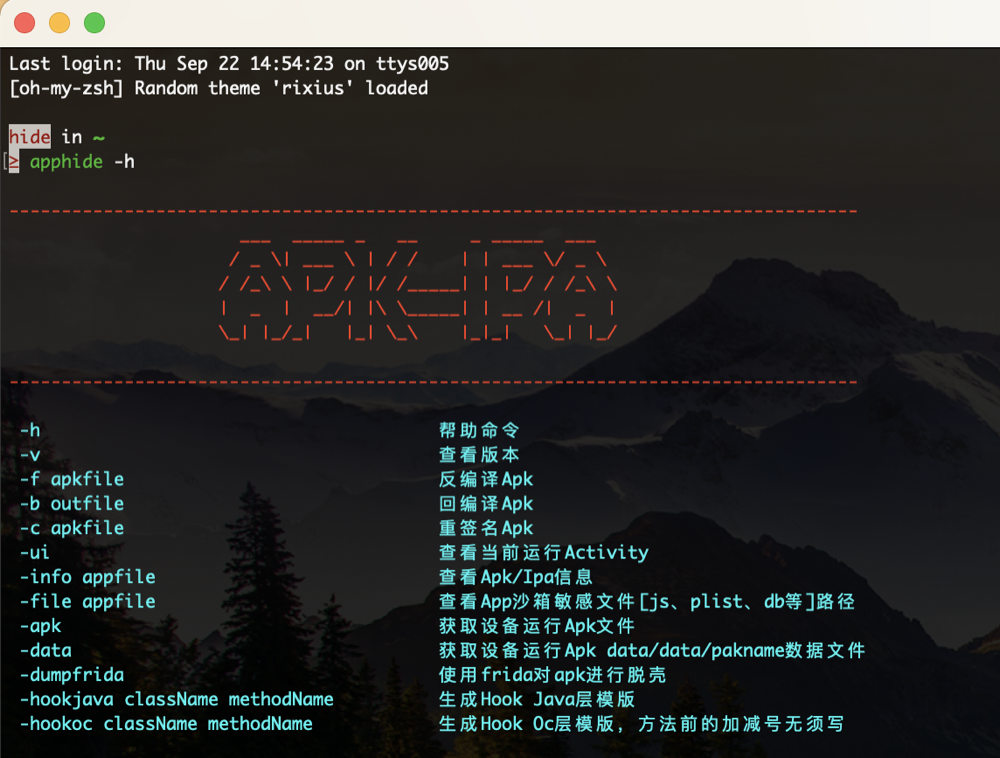 Last login: Thu Sep 22 14:54:23 on ttys005
[oh-my-zsh] Random theme 'rixius' loaded
hide in ~
[≥ apphide -h
APK-IPA
-h 帮助命令
-v 查看版本
-f apkfile 反编译Apk
-b outfile 回编译Apk
-c apkfile 重签名Apk
-ui 查看当前运行Activity
-info appfile 查看Apk/Ipa信息
-file appfile 查看App沙箱敏感文件[js、plist、db等]路径
-apk 获取设备运行Apk文件
-data 获取设备运行Apk data/data/pakname数据文件
-dumpfrida 使用frida对apk进行脱壳
-hookjava className methodName 生成Hook Java层模版
-hookoc className methodName 生成Hook Oc层模版，方法前的加减号无须写